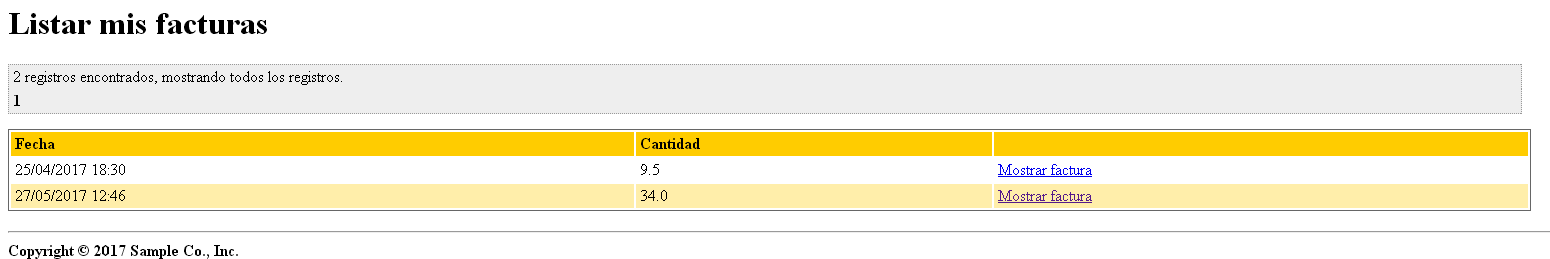 Listar mis facturas
2 registros encontrados, mostrando todos los registros.
1
Fecha Cantidad
25/04/2017 18:30 9.5 Mostrar factura
27/05/2017 12:46 34.0 Mostrar factura
Copyright © 2017 Sample Co., Inc.